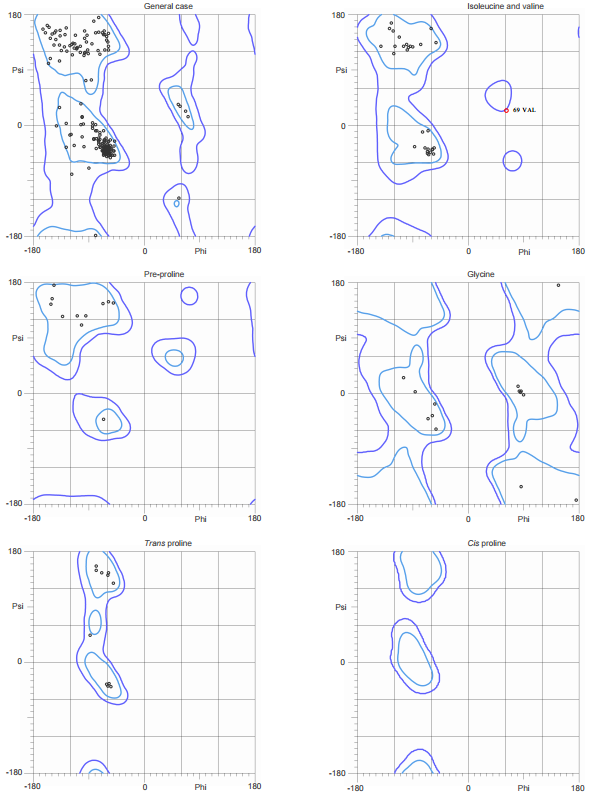 General case
180
Psi
0
-180
-180
0
Phi
180
Isoleucine and valine
180
Psi
69 VAL
0
-180
-180
0
Phi
180
Pre-proline
180
Psi
0
-180
-180
0
Phi
180
Glycine
180
Psi
0
-180
-180
0
Phi
180
Trans proline
180
Psi
0
-180
-180
0
Phi
180
Cis proline
180
Psi
0
-180
-180
0
Phi
180